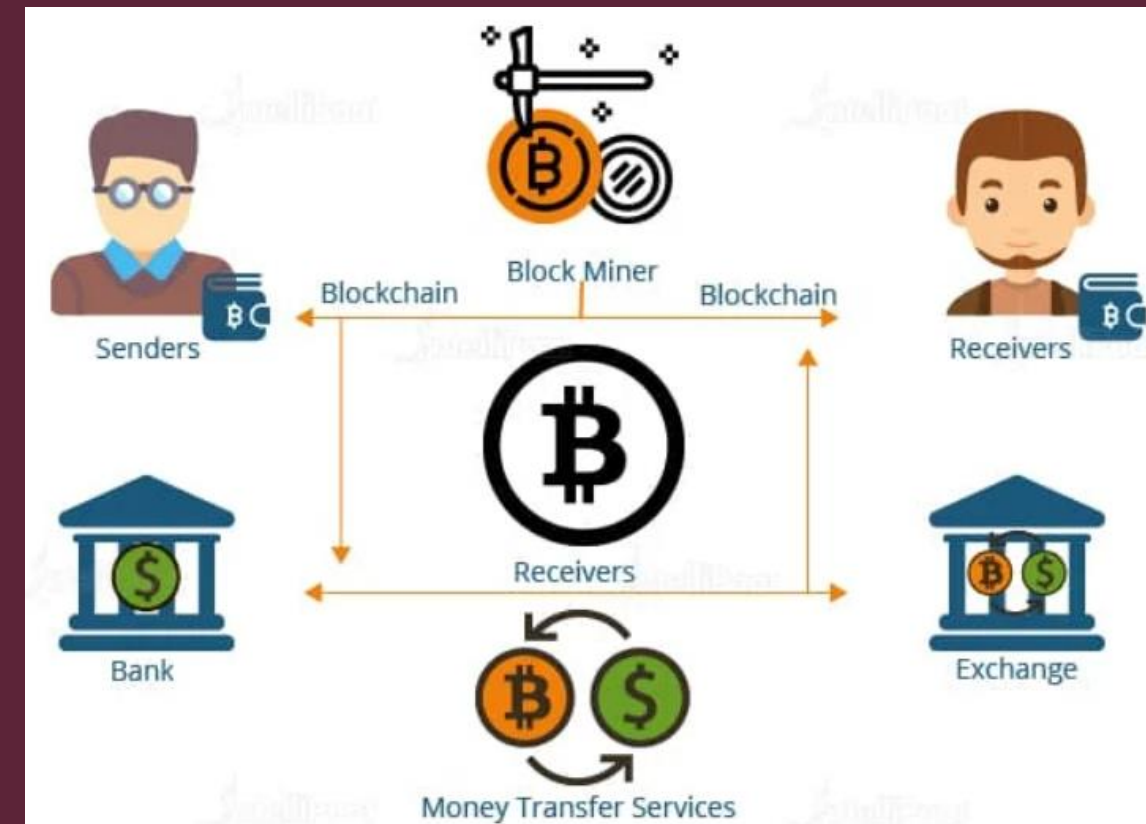 Block Miner
Blockchain
Blockchain
Senders
Receivers
Receivers
Bank
Exchange
Money Transfer Services